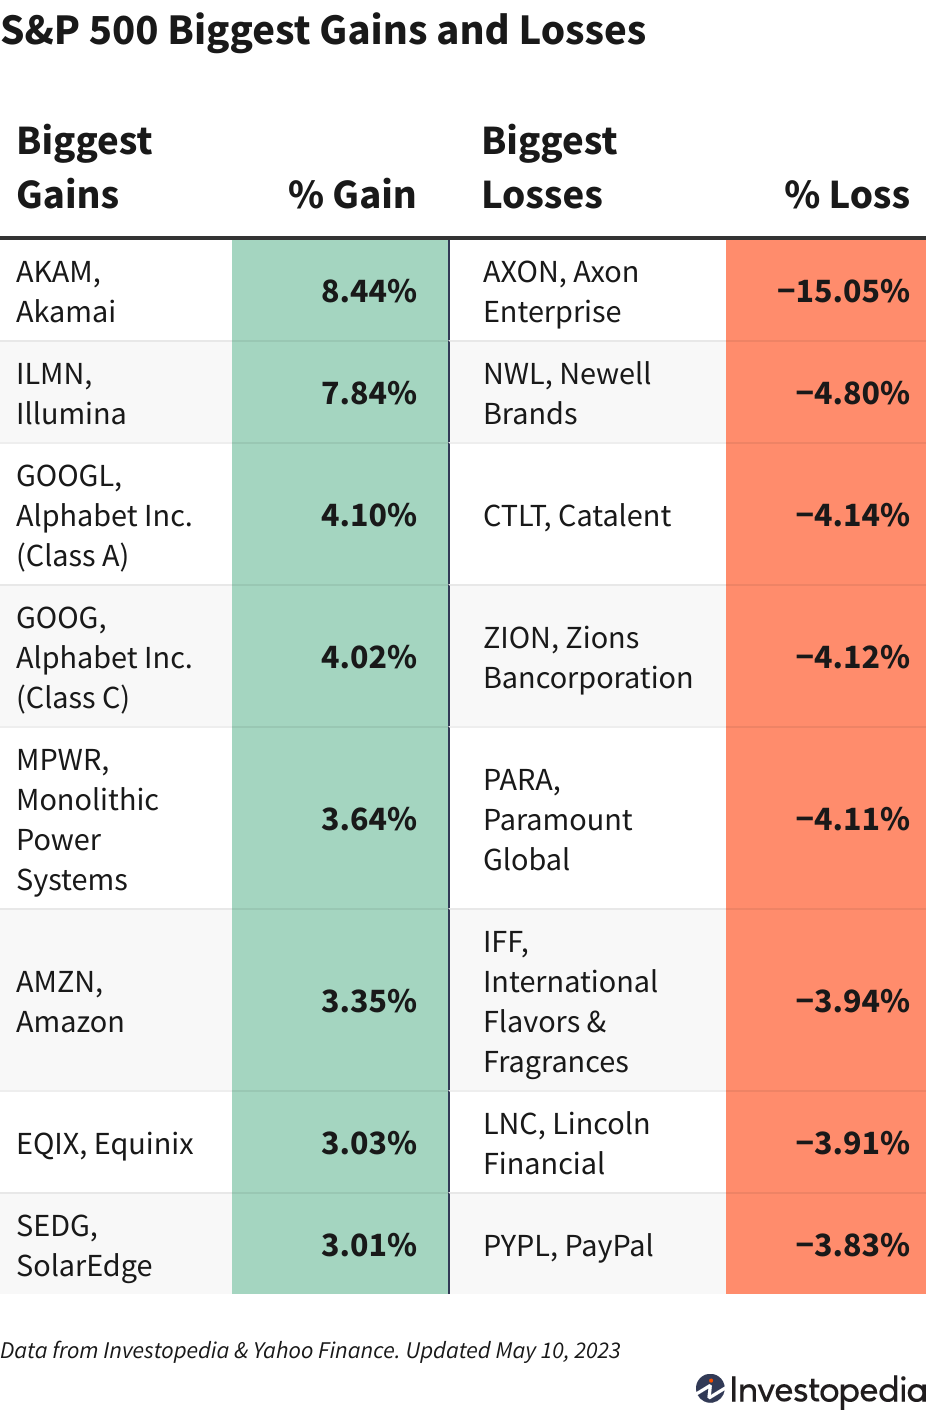 S&P 500 Biggest Gains and Losses
Biggest
Gains
% Gain
Biggest
Losses
% Loss
AKAM,
Akamai
8.44%
AXON, Axon
Enterprise
−15.05%
ILMN,
Illumina
7.84%
NWL, Newell
Brands
−4.80%
GOOGL,
Alphabet Inc.
(Class A)
4.10%
CTLT, Catalent
−4.14%
GOOG,
Alphabet Inc.
(Class C)
4.02%
ZION, Zions
Bancorporation
−4.12%
MPWR,
Monolithic
Power
Systems
3.64%
PARA,
Paramount
Global
−4.11%
AMZN,
Amazon
3.35%
IFF,
International
Flavors &
Fragrances
−3.94%
EQIX, Equinix
3.03%
LNC, Lincoln
Financial
−3.91%
SEDG,
SolarEdge
3.01%
PYPL, PayPal
−3.83%
Data from Investopedia & Yahoo Finance. Updated May 10, 2023
Investopedia